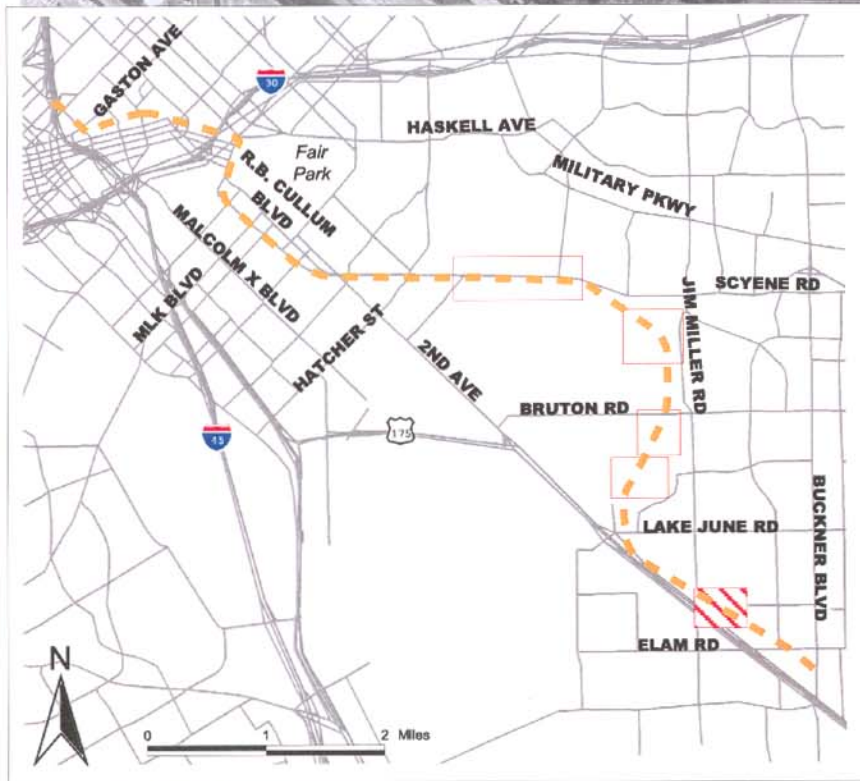 GASTON AVE
30
HASKELL AVE
Fair
Park
MILITARY PKWY
R.B. CULLUM
BLVD
MALCOLM X BLVD
MLK BLVD
HATCHER ST
2ND AVE
SCYENE RD
JIM MILLER RD
BRUTON RD
175
45
BUCKNER BLVD
LAKE JUNE RD
ELAM RD
N
0 1 2 Miles